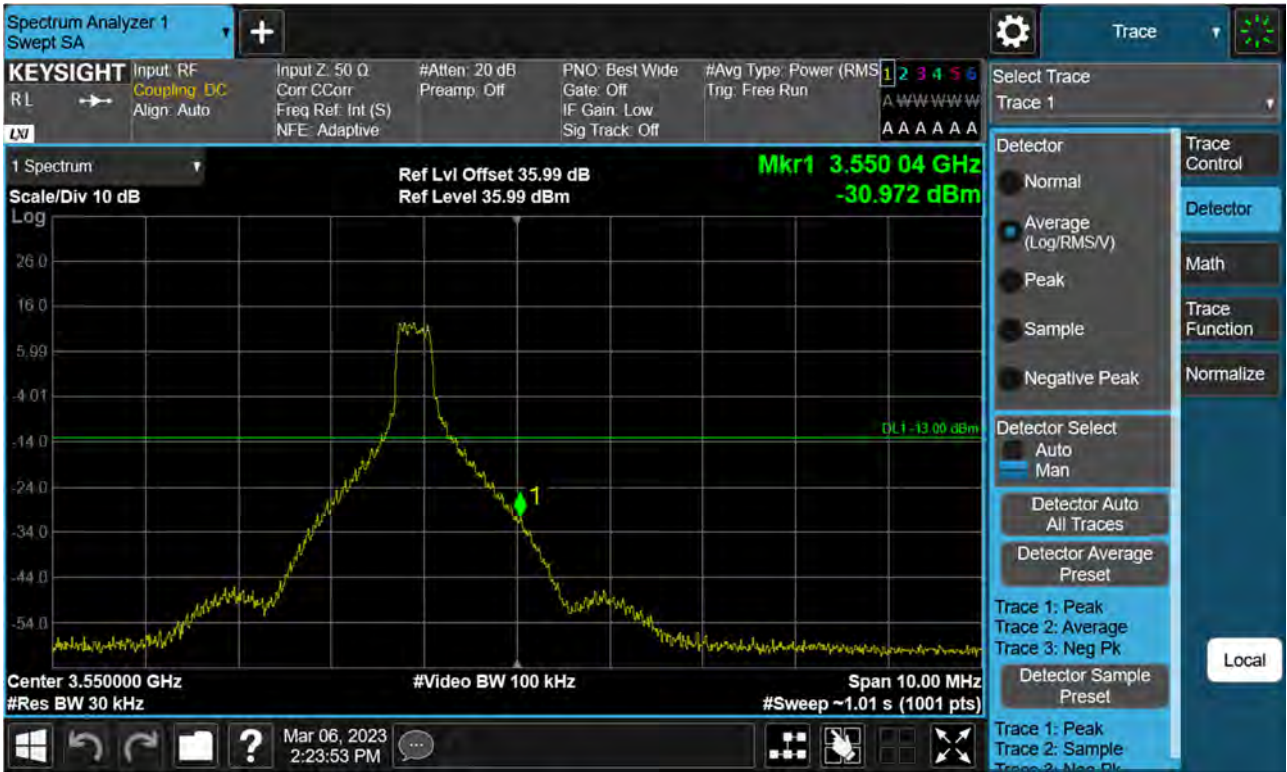 Spectrum Analyzer 1
Swept SA
+
Trace
KEYSIGHT
RL
LXI
Input: RF
Coupling: DC
Align: Auto
Input Z: 50 Ω
Corr CCorr
Freq Ref: Int (S)
NFE: Adaptive
#Atten: 20 dB
Preamp: Off
PNO: Best Wide
Gate: Off
IF Gain: Low
Sig Track: Off
#Avg Type: Power (RMS
Trig: Free Run
1 2 3 4 5 6
A W W W W W
A A A A A A
Select Trace
Trace 1
1 Spectrum
Scale/Div 10 dB
Log
Ref Lvl Offset 35.99 dB
Ref Level 35.99 dBm
Mkr1 3.550 04 GHz
-30.972 dBm
26.0
16.0
5.99
-4.01
-14.0
-24.0
-34.0
-44.0
-54.0
DL1 -13.00 dBm
1
Center 3.550000 GHz
#Res BW 30 kHz
#Video BW 100 kHz
Span 10.00 MHz
#Sweep ~1.01 s (1001 pts)
Detector
Normal
Average
(Log/RMS/V)
Peak
Sample
Negative Peak
Detector Select
Auto
Man
Detector Auto
All Traces
Detector Average
Preset
Trace 1: Peak
Trace 2: Average
Trace 3: Neg Pk
Detector Sample
Preset
Trace 1: Peak
Trace 2: Sample
Trace 3: Neg Pk
Trace
Control
Detector
Math
Trace
Function
Normalize
Local
?
Mar 06, 2023
2:23:53 PM